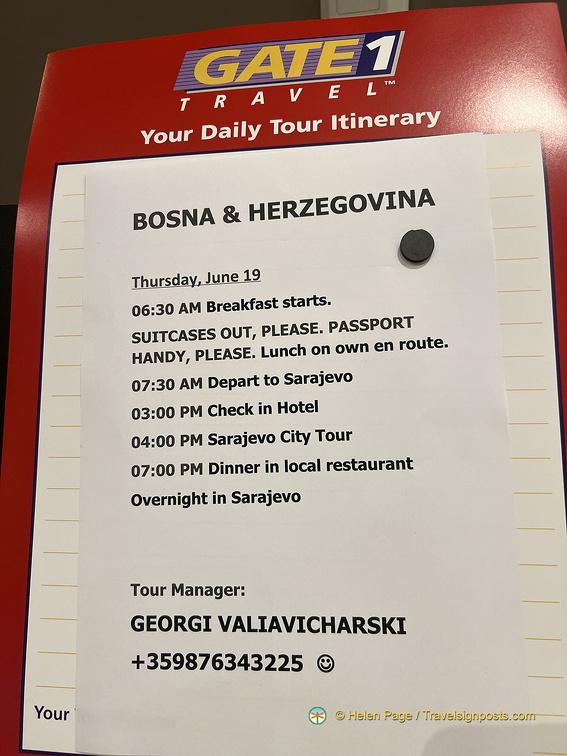 GATE 1
TRAVEL™
Your Daily Tour Itinerary
BOSNA & HERZEGOVINA
Thursday, June 19
06:30 AM Breakfast starts.
SUITCASES OUT, PLEASE. PASSPORT
HANDY, PLEASE. Lunch on own en route.
07:30 AM Depart to Sarajevo
03:00 PM Check in Hotel
04:00 PM Sarajevo City Tour
07:00 PM Dinner in local restaurant
Overnight in Sarajevo
Tour Manager:
GEORGI VALIAVICHARSKI
+359876343225 ☺
Your
© Helen Page / Travelsignposts.com